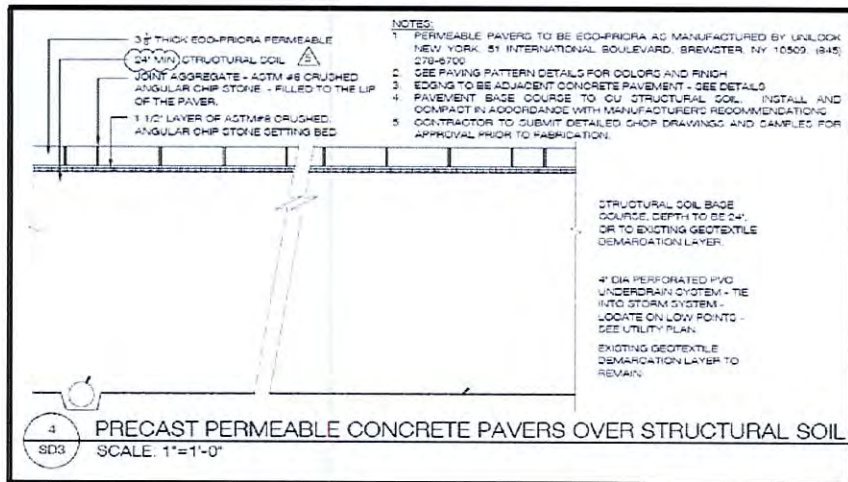 3⅛" THICK ECO-PRIORA PERMEABLE
24" MIN STRUCTURAL SOIL
5
JOINT AGGREGATE - ASTM #8 CRUSHED
ANGULAR CHIP STONE. - FILLED TO THE LIP
OF THE PAVER.
1 1/2" LAYER OF ASTM#8 CRUSHED,
ANGULAR CHIP STONE SETTING BED
NOTES:
1 PERMEABLE PAVERS TO BE ECO-PRIORA AS MANUFACTURED BY UNILOCK
NEW YORK, 51 INTERNATIONAL BOULEVARD, BREWSTER, NY 10509, (845)
278-6700
2. SEE PAVING PATTERN DETAILS FOR COLORS AND FINISH
3. EDGING TO BE ADJACENT CONCRETE PAVEMENT - SEE DETAILS
4. PAVEMENT BASE COURSE TO CU STRUCTURAL SOIL. INSTALL AND
COMPACT IN ACCORDANCE WITH MANUFACTURER'S RECOMMENDATIONS
5. CONTRACTOR TO SUBMIT DETAILED SHOP DRAWINGS AND SAMPLES FOR
APPROVAL PRIOR TO FABRICATION.
STRUCTURAL SOIL BASE
COURSE, DEPTH TO BE 24",
OR TO EXISTING GEOTEXTILE
DEMARCATION LAYER.
4" DIA PERFORATED PVC
UNDERDRAIN SYSTEM - TIE
INTO STORM SYSTEM -
LOCATE ON LOW POINTS -
SEE UTILITY PLAN
EXISTING GEOTEXTILE
DEMARCATION LAYER TO
REMAIN
4
SD3
PRECAST PERMEABLE CONCRETE PAVERS OVER STRUCTURAL SOIL
SCALE: 1"=1'-0"